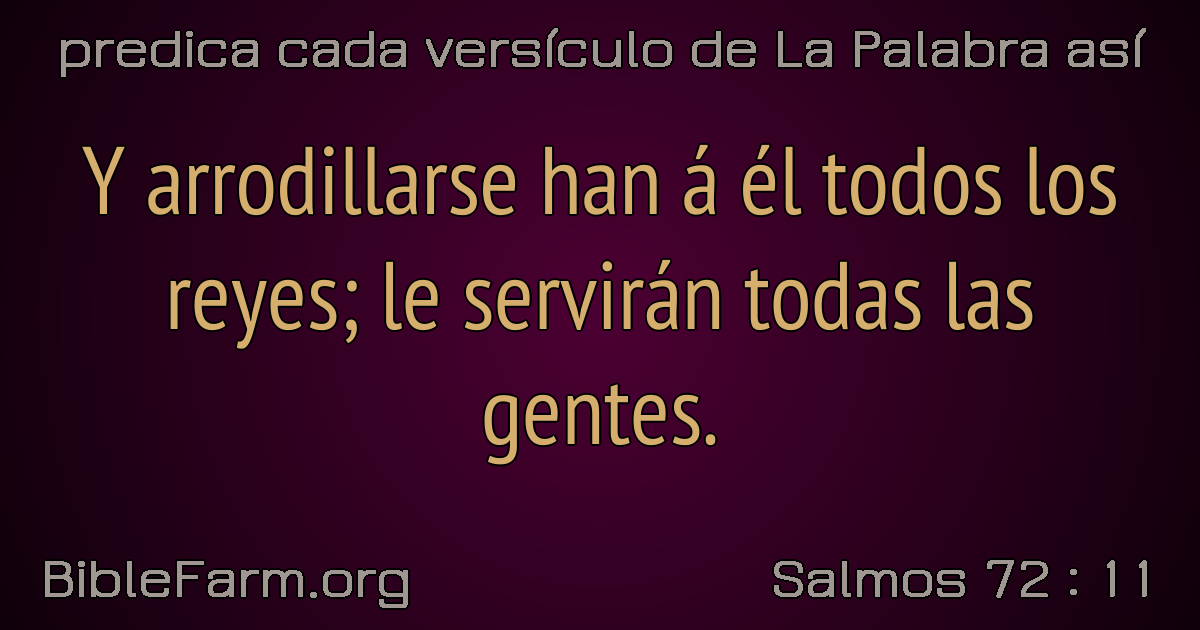 predica cada versículo de La Palabra así
Y arrodillarse han á él todos los
reyes; le servirán todas las
gentes.
BibleFarm.org
Salmos 72 : 11